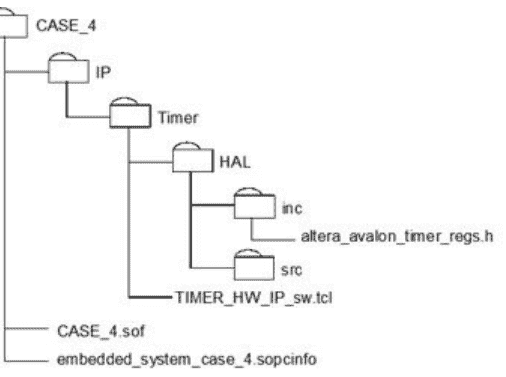 CASE_4
IP
Timer
HAL
inc
altera_avalon_timer_regs.h
src
TIMER_HW_IP_sw.tcl
CASE_4.sof
embedded_system_case_4.sopcinfo